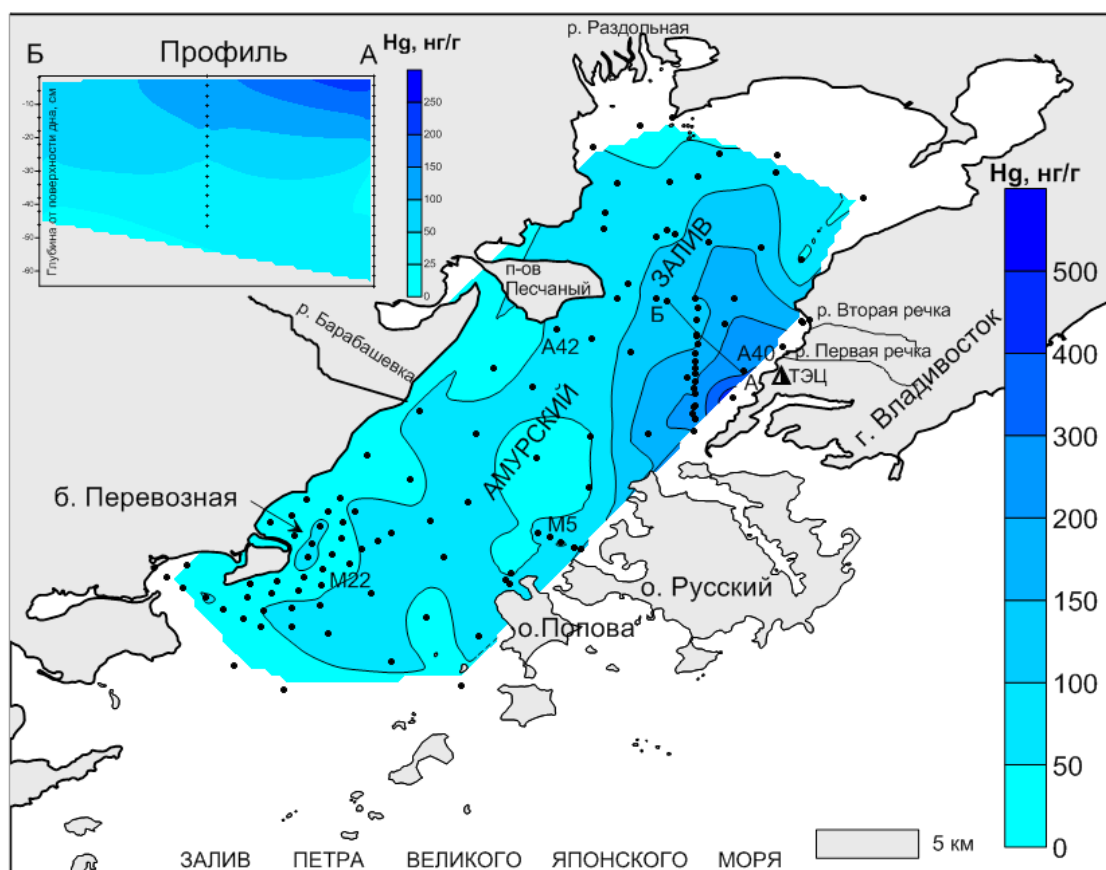 Б Профиль А
Hg, нг/г
Глубина от поверхности дна, см
-10
-20
-30
-40
-50
-60
250
150
100
50
25
0
р. Раздольная
Hg, нг/г
500
400
300
200
150
100
50
0
ЗАЛИВ
п-ов
Песчаный
Б
р. Вторая речка
р. Барабашевка
А42
А40
р. Первая речка
А
ТЭЦ
г. Владивосток
АМУРСКИЙ
б. Перевозная
М5
М22
о. Русский
о.Попова
5 км
ЗАЛИВ ПЕТРА ВЕЛИКОГО ЯПОНСКОГО МОРЯ